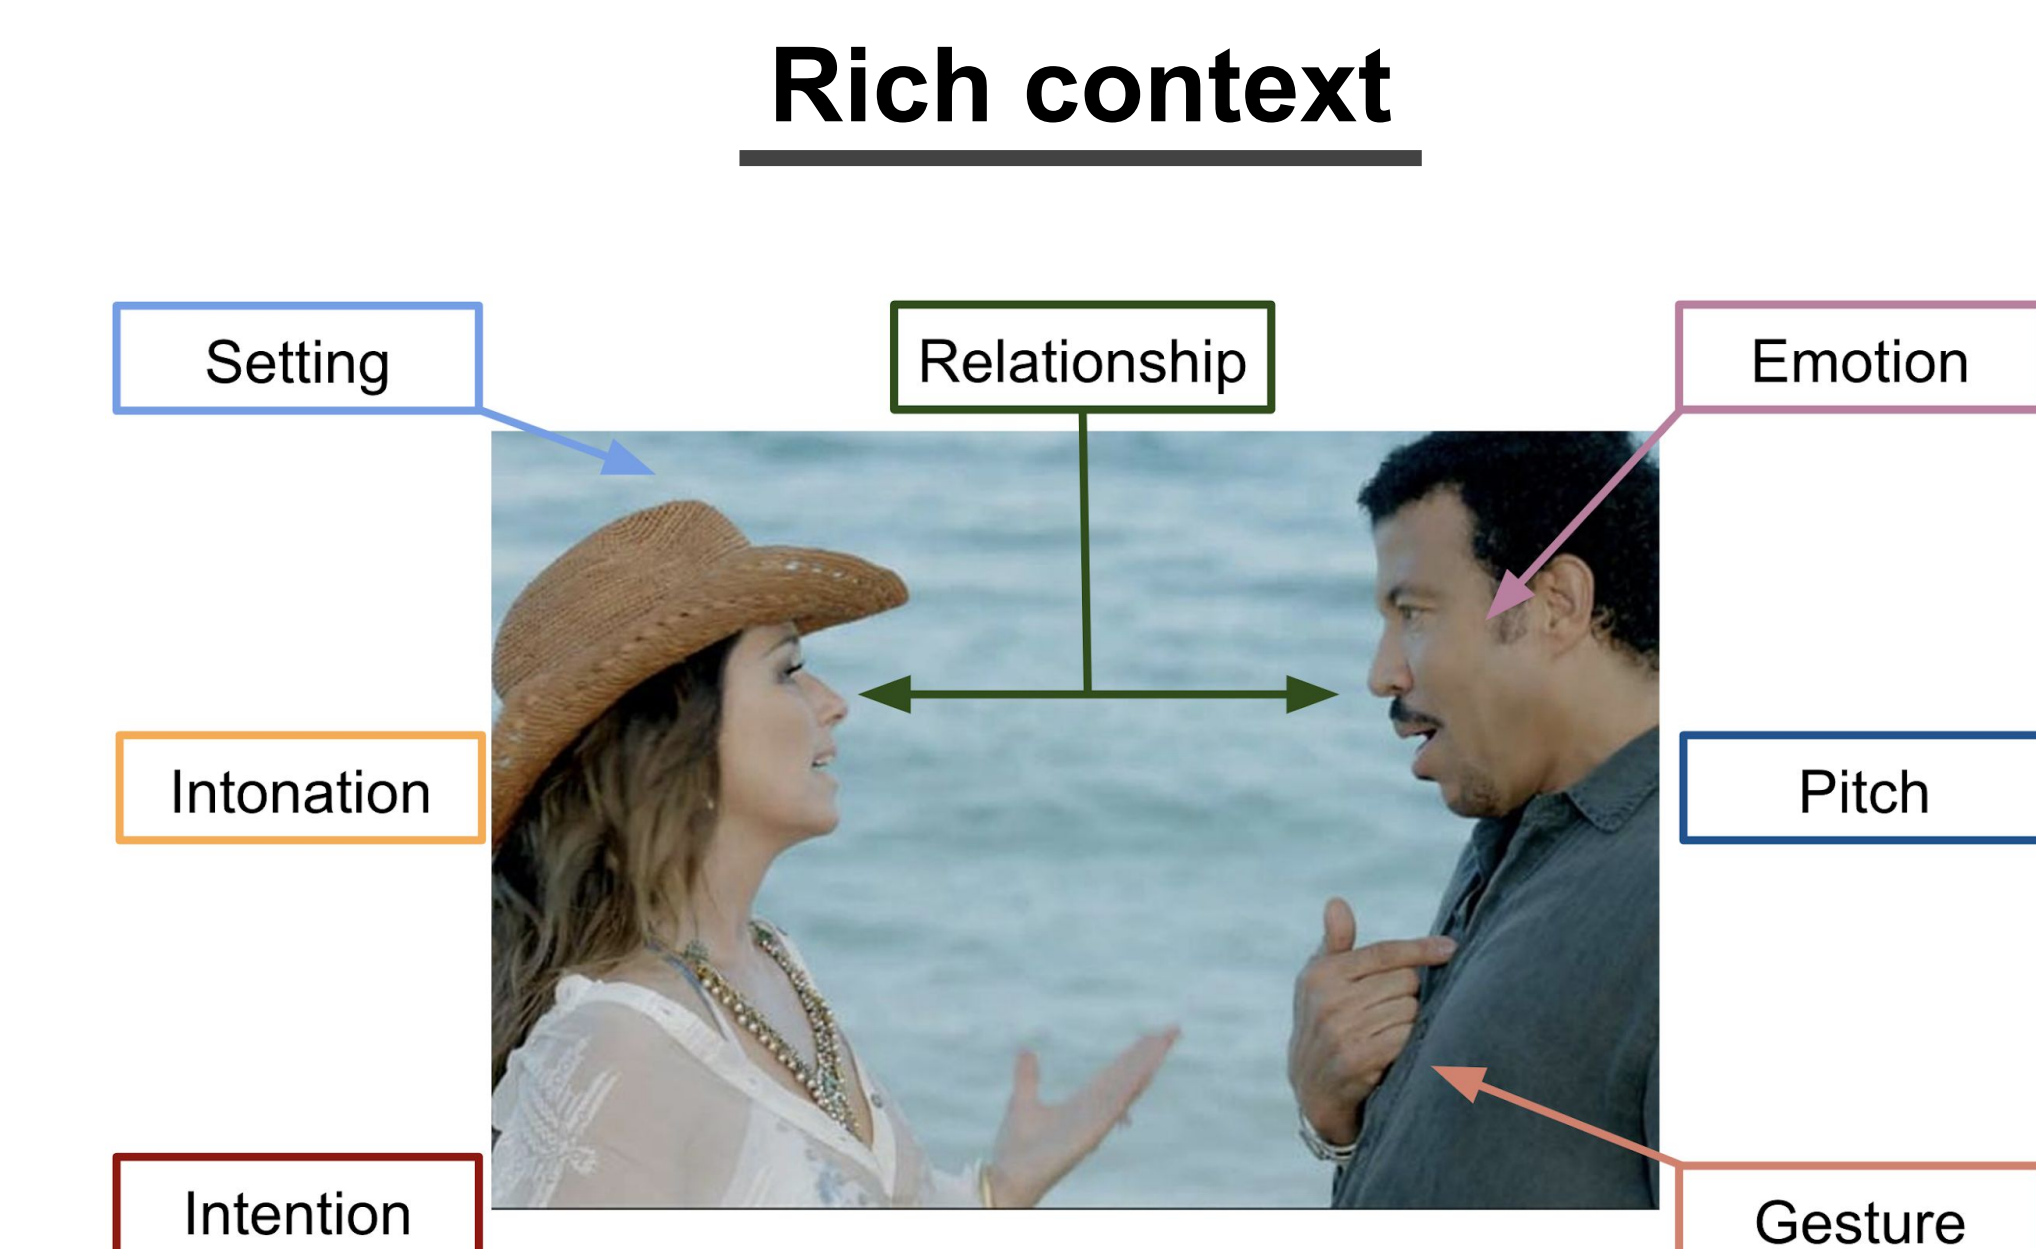 Rich context
Setting
Relationship
Emotion
Intonation
Pitch
Intention
Gesture